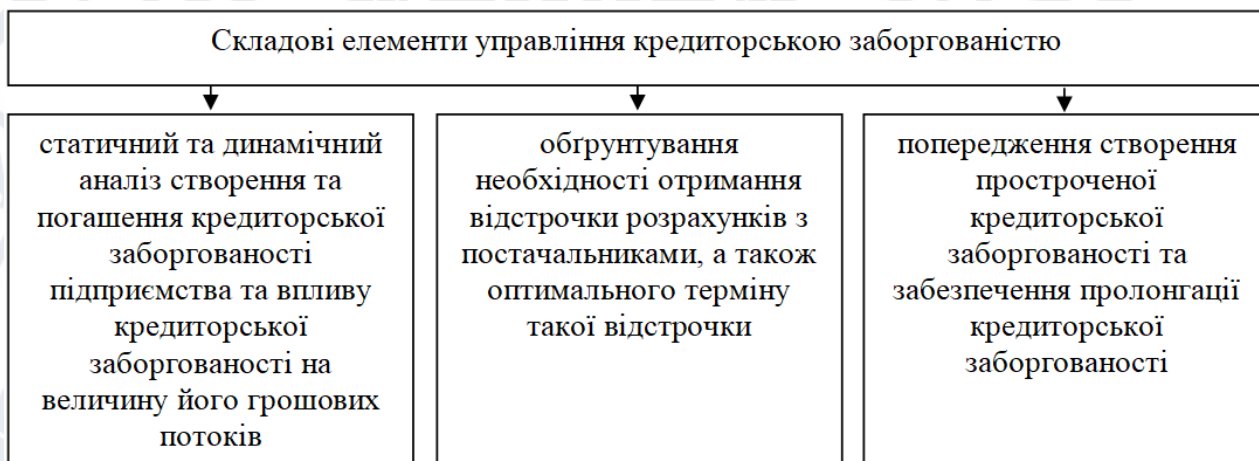 Складові елементи управління кредиторською заборгованістю
статичний та динамічний
аналіз створення та
погашення кредиторської
заборгованості
підприємства та впливу
кредиторської
заборгованості на
величину його грошових
потоків
обґрунтування
необхідності отримання
відстрочки розрахунків з
постачальниками, а також
оптимального терміну
такої відстрочки
попередження створення
простроченої
кредиторської
заборгованості та
забезпечення пролонгації
кредиторської
заборгованості